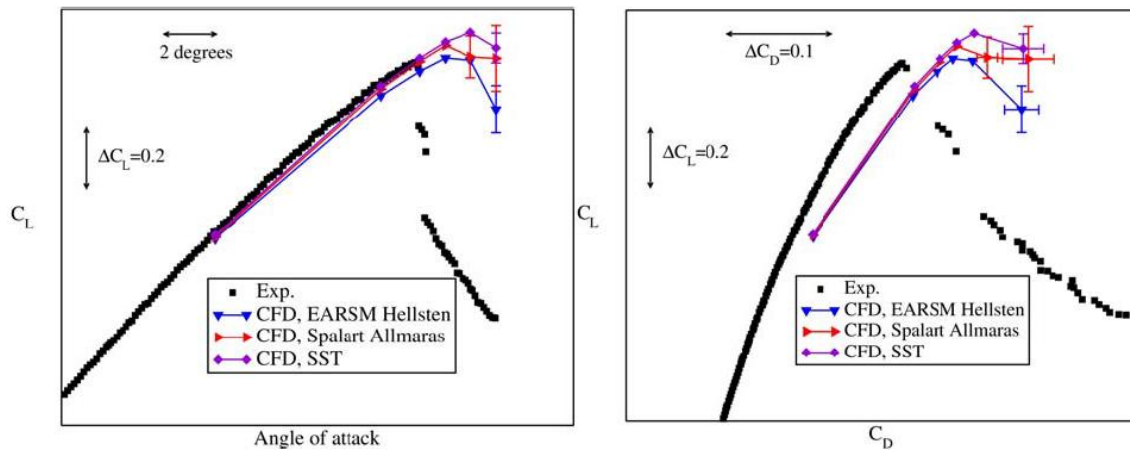 2 degrees
ΔC_L=0.2
C_L
Exp.
CFD, EARSM Hellsten
CFD, Spalart Allmaras
CFD, SST
Angle of attack
ΔC_D=0.1
ΔC_L=0.2
C_L
Exp.
CFD, EARSM Hellsten
CFD, Spalart Allmaras
CFD, SST
C_D